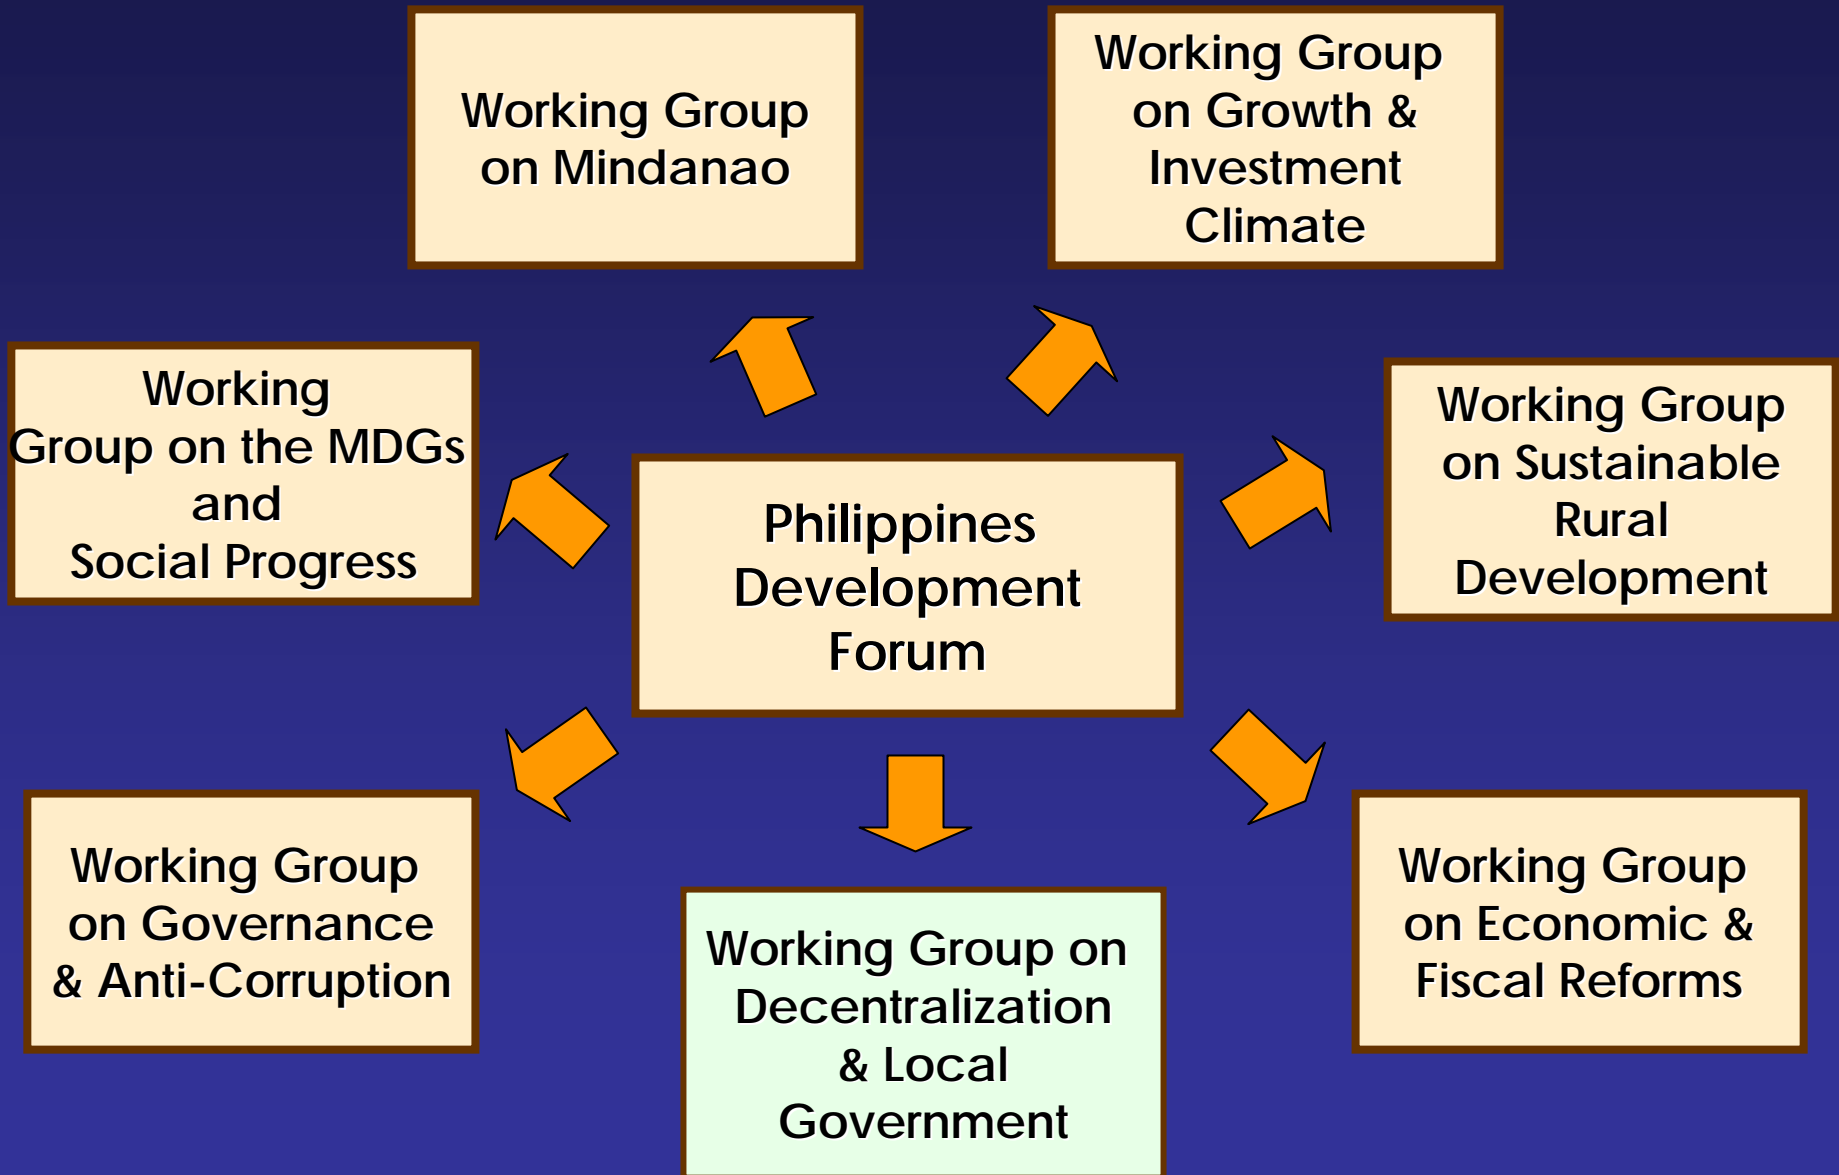 Working Group
on Mindanao
Working Group
on Growth &
Investment
Climate
Working
Group on the MDGs
and
Social Progress
Philippines
Development
Forum
Working Group
on Sustainable
Rural
Development
Working Group
on Governance
& Anti-Corruption
Working Group on
Decentralization
& Local
Government
Working Group
on Economic &
Fiscal Reforms